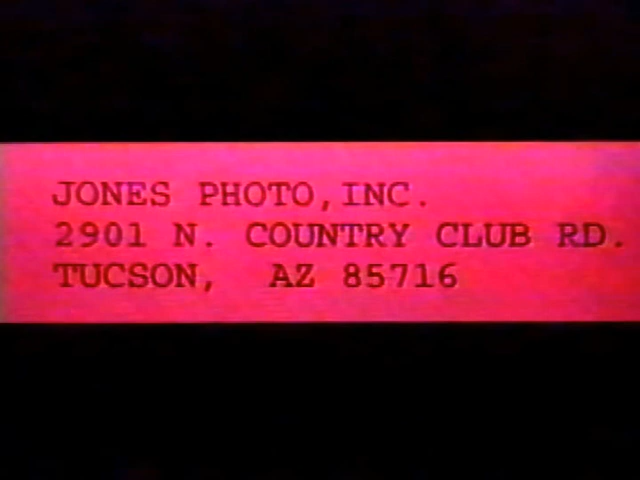 JONES PHOTO,INC.
2901 N. COUNTRY CLUB RD.
TUCSON, AZ 85716